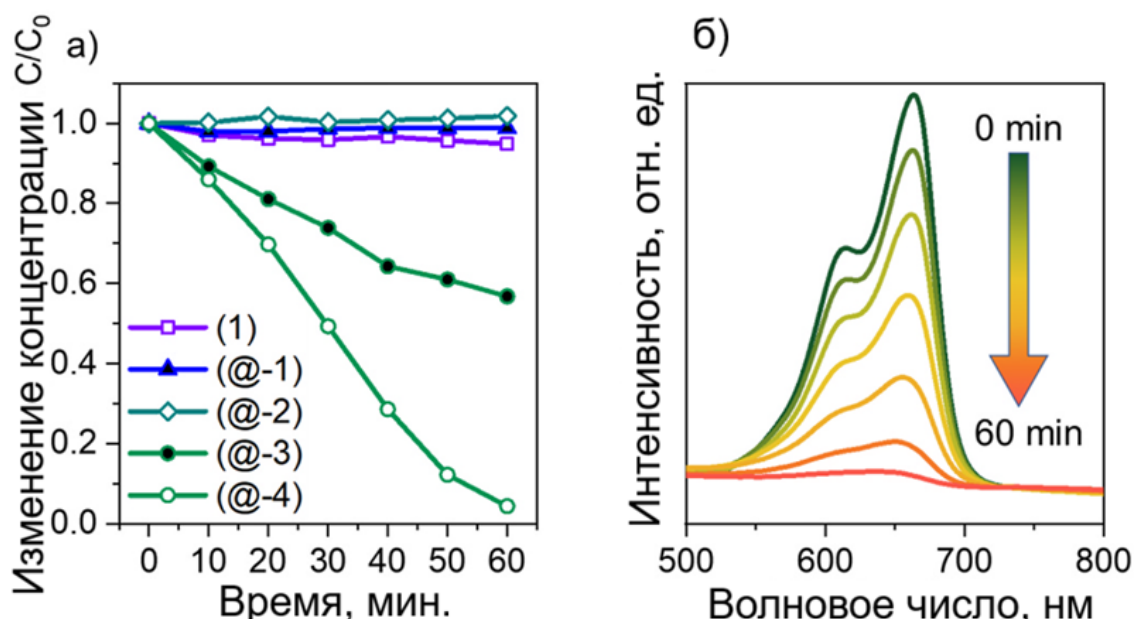 а)
Изменение концентрации C/C₀
1.0
0.8
0.6
0.4
0.2
0.0
(1)
(@-1)
(@-2)
(@-3)
(@-4)
0 10 20 30 40 50 60
Время, мин.
б)
Интенсивность, отн. ед.
0 min
60 min
500 600 700 800
Волновое число, нм